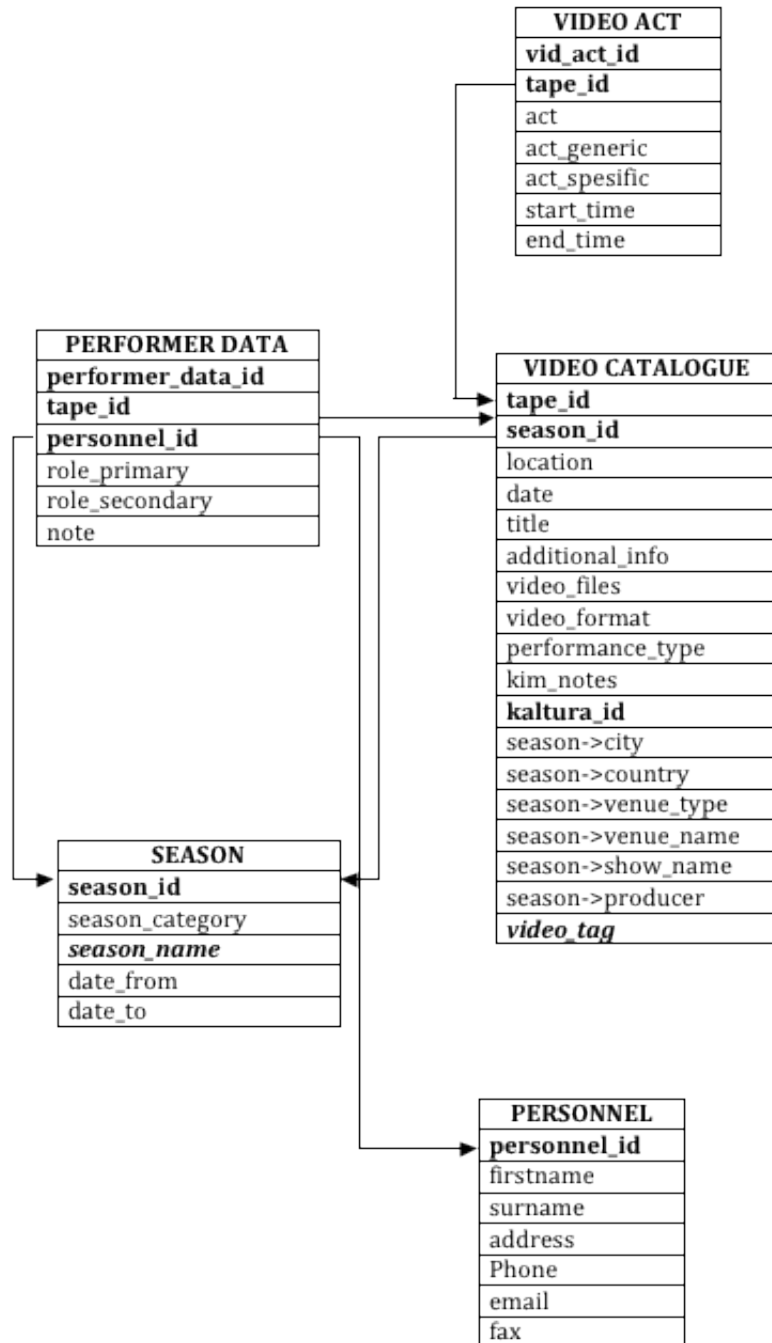 VIDEO ACT
vid_act_id
tape_id
act
act_generic
act_spesific
start_time
end_time
PERFORMER DATA
performer_data_id
tape_id
personnel_id
role_primary
role_secondary
note
VIDEO CATALOGUE
tape_id
season_id
location
date
title
additional_info
video_files
video_format
performance_type
kim_notes
kaltura_id
season->city
season->country
season->venue_type
season->venue_name
season->show_name
season->producer
video_tag
SEASON
season_id
season_category
season_name
date_from
date_to
PERSONNEL
personnel_id
firstname
surname
address
Phone
email
fax